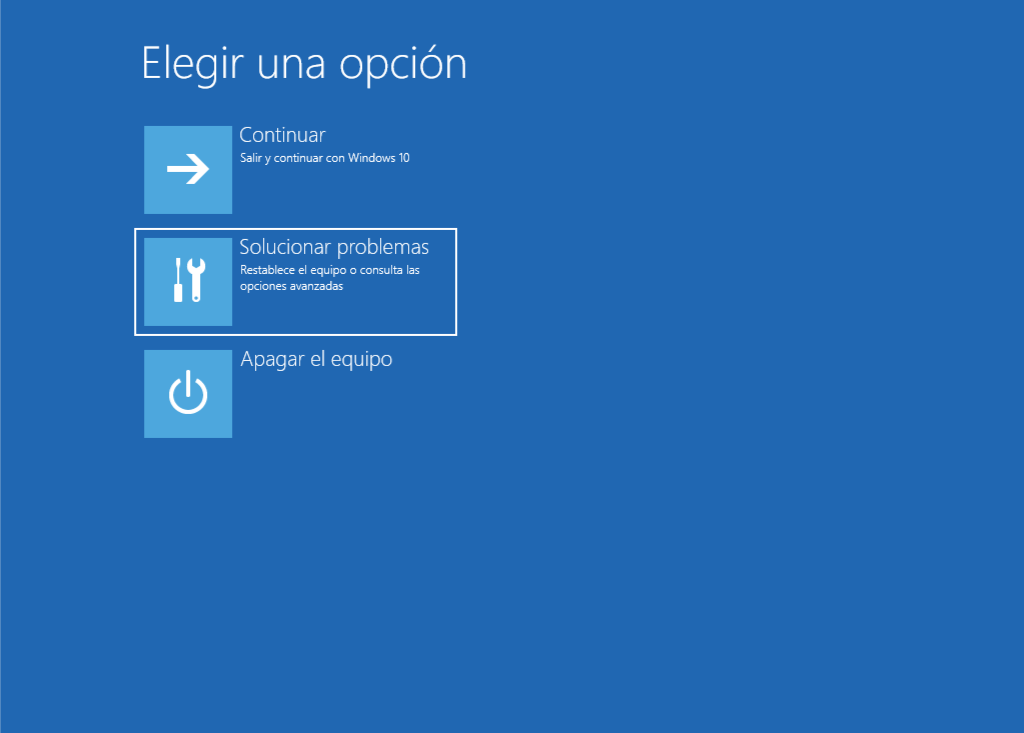 Elegir una opción
Continuar
Salir y continuar con Windows 10
Solucionar problemas
Restablece el equipo o consulta las
opciones avanzadas
Apagar el equipo